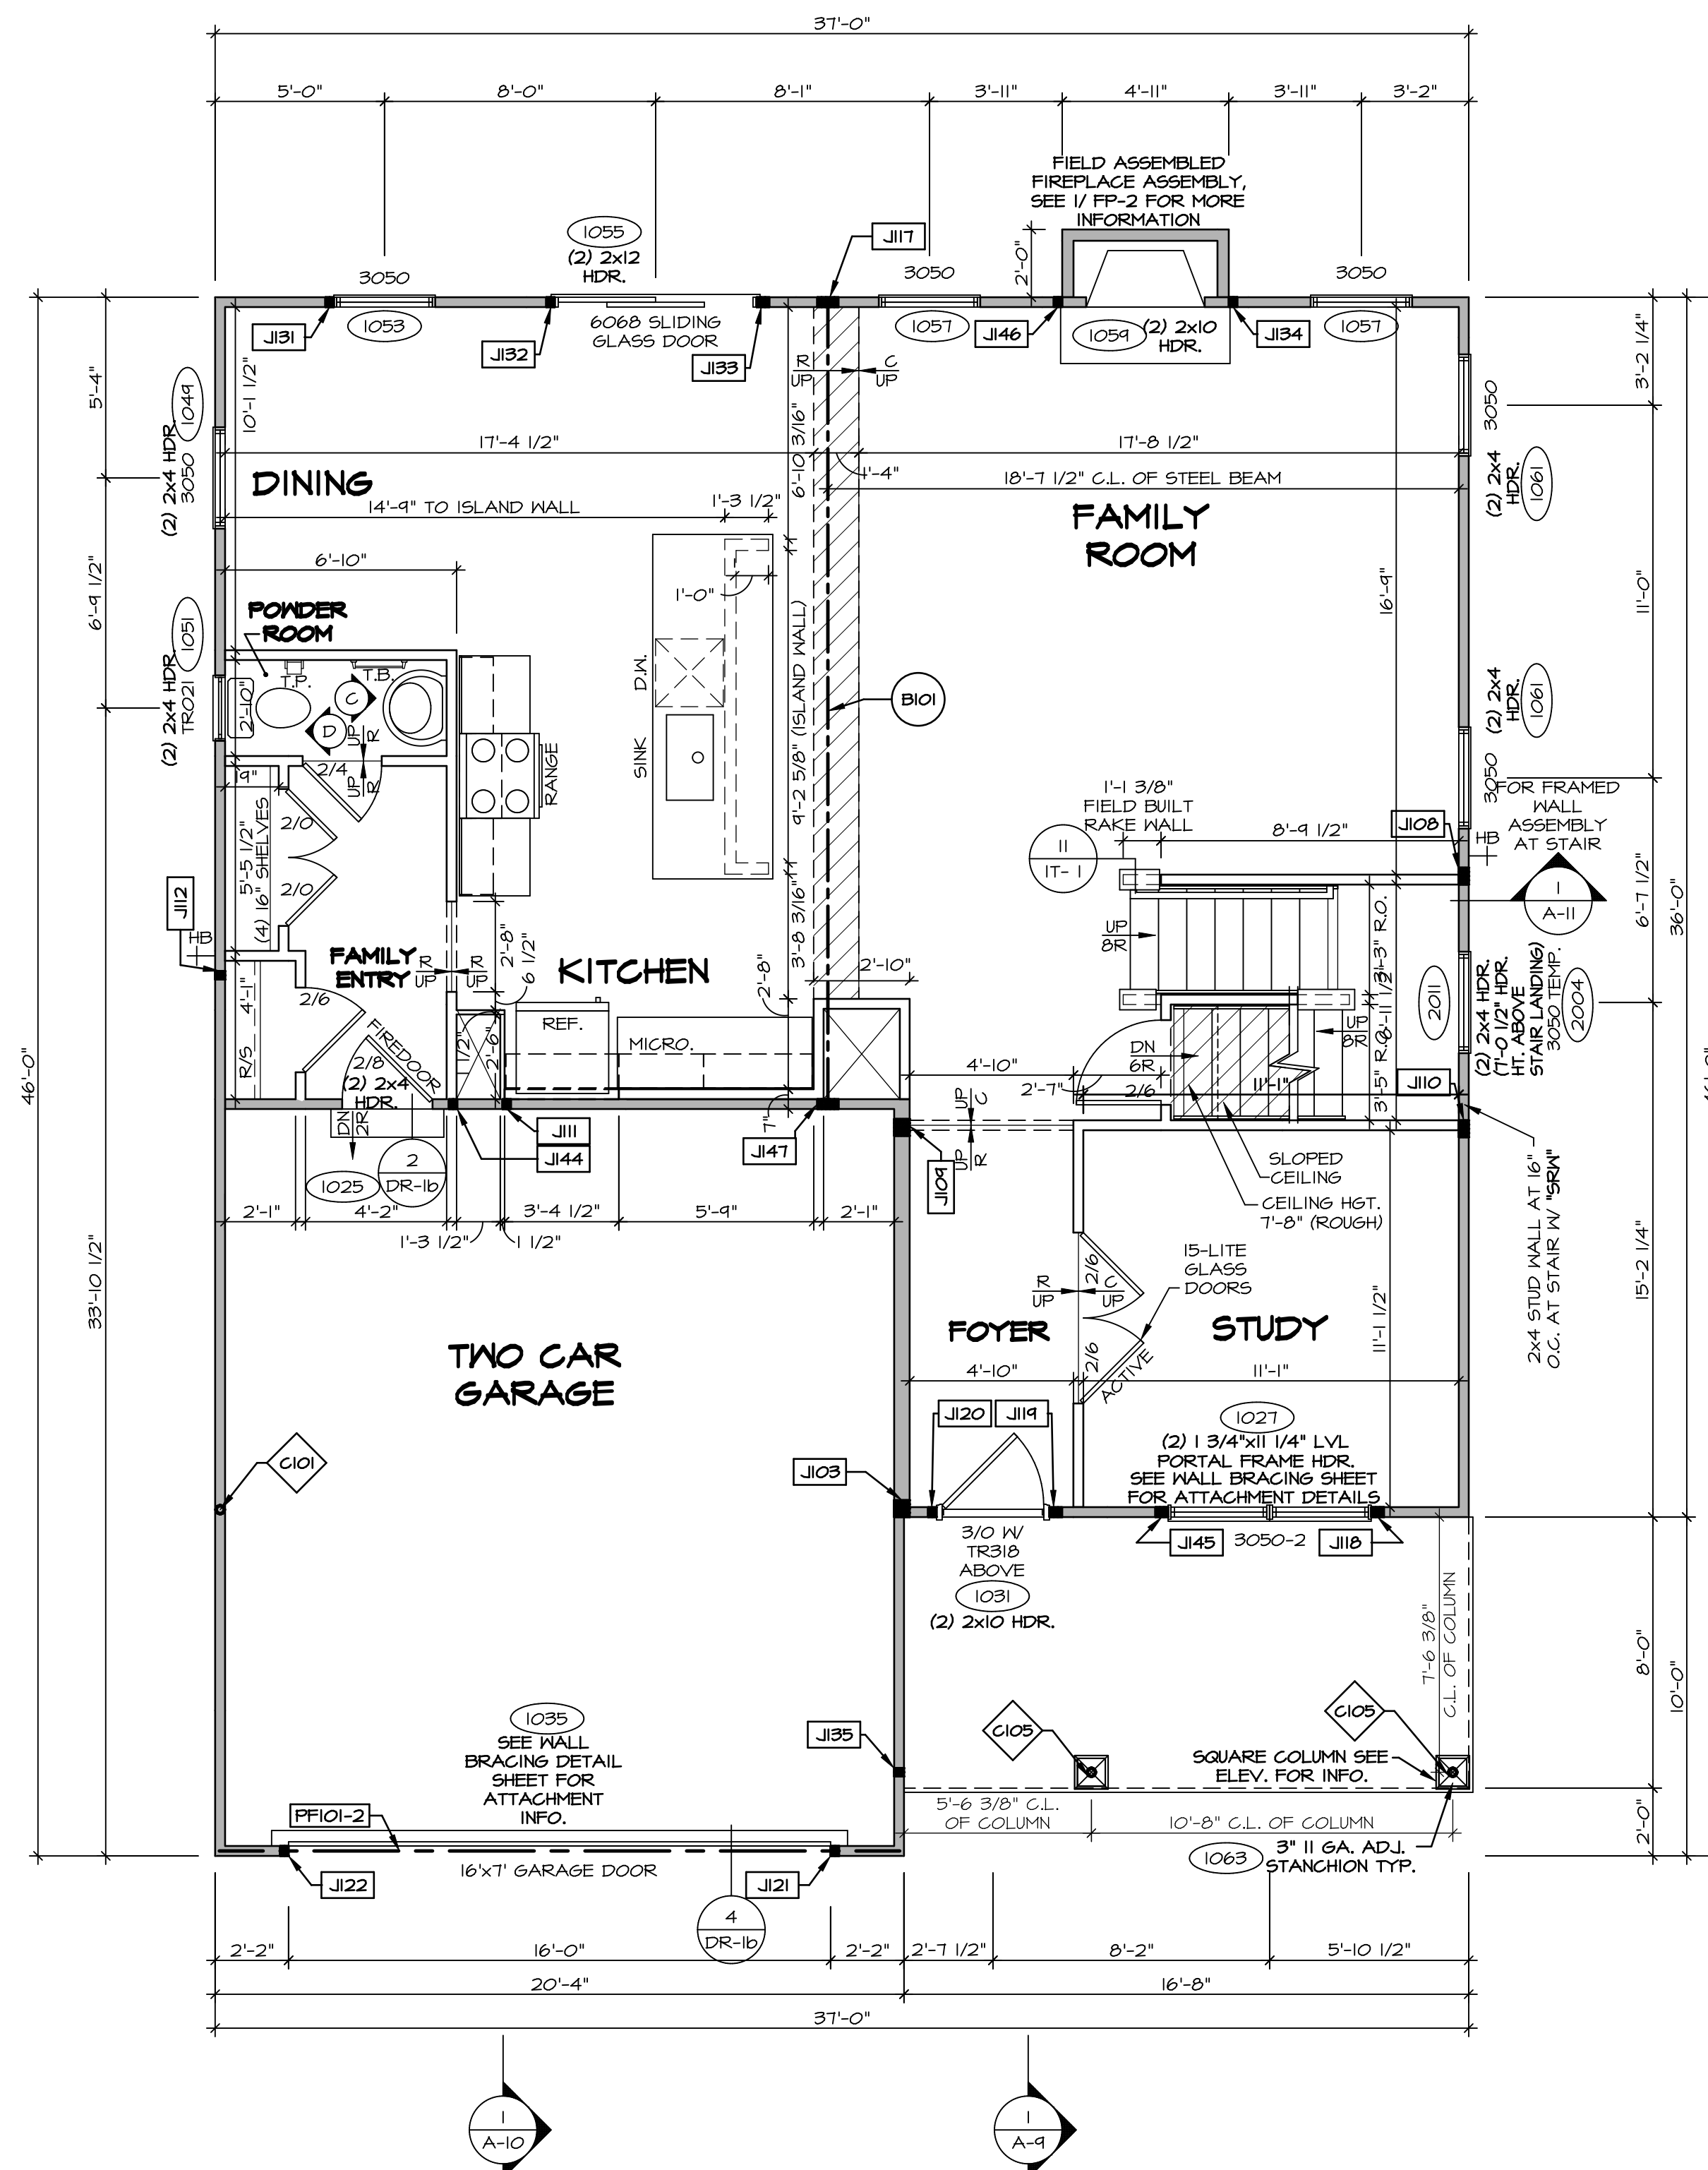 37'-0"
5'-0"
8'-0"
8'-1"
3'-11"
4'-11"
3'-11"
3'-2"
FIELD ASSEMBLED
FIREPLACE ASSEMBLY,
SEE 1/ FP-2 FOR MORE
INFORMATION
2'-0"
1055
(2) 2x12
HDR.
J117
3050
3050
3050
J131
1053
J132
6068 SLIDING
GLASS DOOR
J133
1057
J146
1059
(2) 2x10
HDR.
J134
1057
R
UP
C
UP
5'-4"
6'-9 1/2"
33'-10 1/2"
46'-0"
1049
(2) 2x4 HDR.
3050
1051
(2) 2x4 HDR.
TR021
10'-1 1/2"
17'-4 1/2"
6'-10 3/16"
1'-4"
17'-8 1/2"
18'-7 1/2" C.L. OF STEEL BEAM
DINING
14'-9" TO ISLAND WALL
1'-3 1/2"
FAMILY
ROOM
6'-10"
1'-0"
POWDER
ROOM
T.P.
T.B.
2'-10"
C
D
UP
R
UP
R
2/4
19"
D.W.
SINK
RANGE
9'-2 5/8" (ISLAND WALL)
B101
16'-9"
3050
(2) 2x4
HDR.
1061
(2) 2x4
HDR.
1061
3050
3'-2 1/4"
11'-0"
6'-7 1/2"
36'-0"
15'-2 1/4"
8'-0"
10'-0"
2'-0"
2/0
2/0
5'-5 1/2"
(4) 16" SHELVES
J112
HB
FAMILY
ENTRY
R
UP
R
UP
2'-8"
6 1/2"
KITCHEN
3'-8 3/16"
2'-8"
2'-10"
1'-1 3/8"
FIELD BUILT
RAKE WALL
11
IT- 1
8'-9 1/2"
J108
HB
FOR FRAMED
WALL
ASSEMBLY
AT STAIR
1
A-11
UP
8R
3'-3" R.O.
UP
8R
3'-5" R.O.
2011
(2) 2x4 HDR.
(7'-0 1/2" HDR.
HT. ABOVE
STAIR LANDING)
3050 TEMP.
2004
4'-1"
R/S
2/6
FIREDOOR
2/8
(2) 2x4
HDR.
2'-6"
REF.
MICRO.
DN
6R
4'-10"
2'-7"
2/6
11'-1"
J110
DN
2R
1025
2
DR-1b
J111
J144
7"
J147
J109
UP
C
UP
R
SLOPED
CEILING
CEILING HGT.
7'-8" (ROUGH)
2x4 STUD WALL AT 16"
O.C. AT STAIR W/ "SRW"
2'-1"
4'-2"
1'-3 1/2"
1 1/2"
3'-4 1/2"
5'-9"
2'-1"
15-LITE
GLASS
DOORS
2/6
2/6
ACTIVE
R
UP
C
UP
FOYER
STUDY
11'-1 1/2"
4'-10"
11'-1"
TWO CAR
GARAGE
C101
J120
J119
J103
1027
(2) 1 3/4"x11 1/4" LVL
PORTAL FRAME HDR.
SEE WALL BRACING SHEET
FOR ATTACHMENT DETAILS
J145
3050-2
J118
3/0 W/
TR318
ABOVE
1031
(2) 2x10 HDR.
7'-6 3/8"
C.L. OF COLUMN
C105
C105
SQUARE COLUMN SEE
ELEV. FOR INFO.
J135
1035
SEE WALL
BRACING DETAIL
SHEET FOR
ATTACHMENT
INFO.
PF101-2
5'-6 3/8" C.L.
OF COLUMN
10'-8" C.L. OF COLUMN
1063
3" 11 GA. ADJ.
STANCHION TYP.
16'x7' GARAGE DOOR
J122
J121
4
DR-1b
2'-2"
16'-0"
2'-2"
2'-7 1/2"
8'-2"
5'-10 1/2"
20'-4"
16'-8"
37'-0"
1
A-10
1
A-9